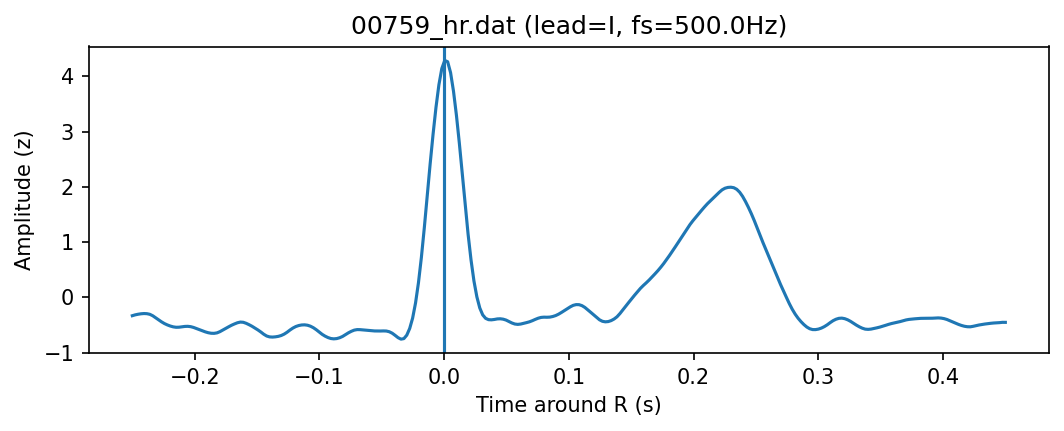 00759_hr.dat (lead=I, fs=500.0Hz)
Amplitude (z)
4
3
2
1
0
−1
−0.2 −0.1 0.0 0.1 0.2 0.3 0.4
Time around R (s)